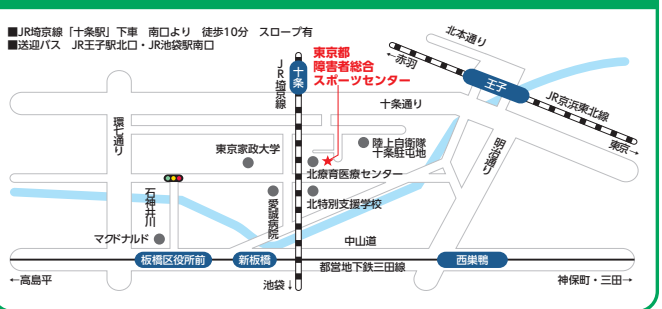 ■JR埼京線「十条駅」下車　南口より　徒歩10分　スロープ有
■送迎バス　JR王子駅北口・JR池袋駅南口
東京都
障害者総合
スポーツセンター
北本通り
←赤羽
王子
JR京浜東北線
東京→
JR埼京線
十条
十条通り
環七通り
明治通り
東京家政大学
陸上自衛隊
十条駐屯地
北療育医療センター
石神井川
愛誠病院
北特別支援学校
マクドナルド
中山道
板橋区役所前
新板橋
都営地下鉄三田線
西巣鴨
←高島平
池袋↓
神保町・三田→